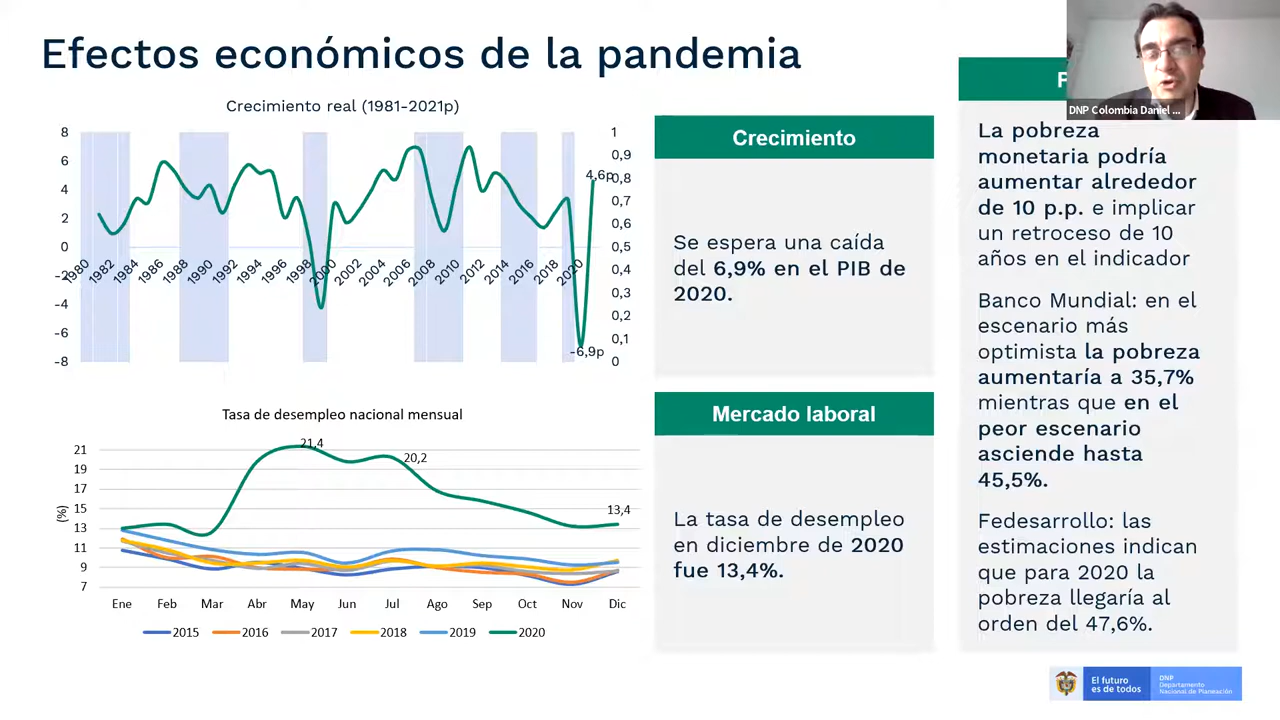 Efectos económicos de la pandemia
Crecimiento real (1981-2021p)
8
6
4
2
0
-2
-4
-6
-8
1
0,9
0,8
0,7
0,6
0,5
0,4
0,3
0,2
0,1
0
4,6p
-6,9p
1980
1982
1984
1986
1988
1990
1992
1994
1996
1998
2000
2002
2004
2006
2008
2010
2012
2014
2016
2018
2020
Tasa de desempleo nacional mensual
(%)
21
19
17
15
13
11
9
7
21,4
20,2
13,4
Ene Feb Mar Abr May Jun Jul Ago Sep Oct Nov Dic
2015 2016 2017 2018 2019 2020
Crecimiento
Se espera una caída
del 6,9% en el PIB de
2020.
Mercado laboral
La tasa de desempleo
en diciembre de 2020
fue 13,4%.
DNP Colombia Daniel ...
La pobreza
monetaria podría
aumentar alrededor
de 10 p.p. e implicar
un retroceso de 10
años en el indicador
Banco Mundial: en el
escenario más
optimista la pobreza
aumentaría a 35,7%
mientras que en el
peor escenario
asciende hasta
45,5%.
Fedesarrollo: las
estimaciones indican
que para 2020 la
pobreza llegaría al
orden del 47,6%.
El futuro
es de todos
DNP
Departamento
Nacional de Planeación